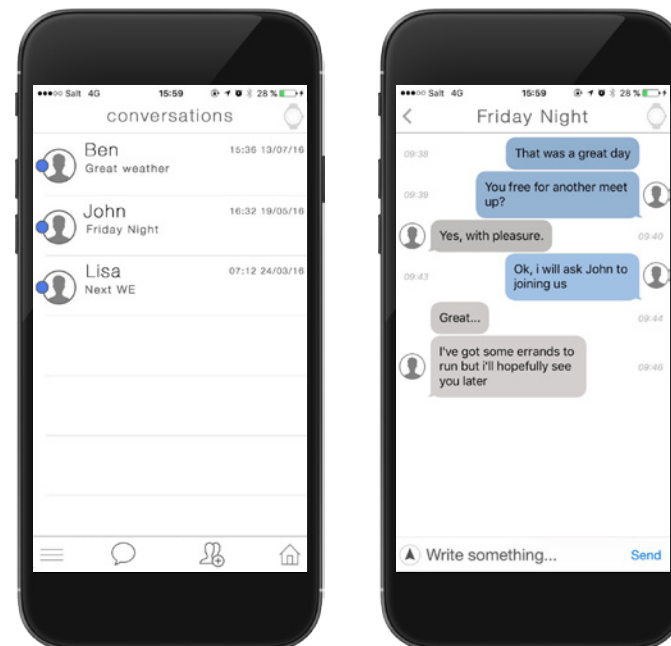 Salt 4G 15:59 28 %
conversations
Ben 15:36 13/07/16
Great weather
John 16:32 19/05/16
Friday Night
Lisa 07:12 24/03/16
Next WE
Salt 4G 15:59 28 %
Friday Night
09:38 That was a great day
09:39 You free for another meet
up?
Yes, with pleasure. 09:40
09:43 Ok, i will ask John to
joining us
Great... 09:44
I've got some errands to
run but i'll hopefully see
you later 09:46
Write something... Send